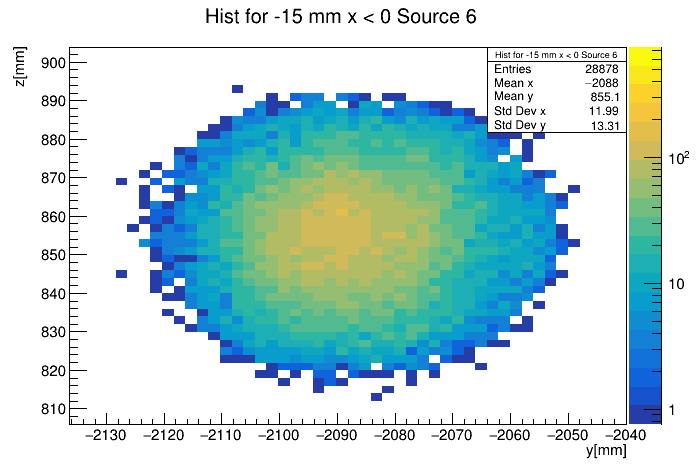 Hist for -15 mm x < 0 Source 6
z[mm]
900
890
880
870
860
850
840
830
820
810
Hist for -15 mm x < 0 Source 6
Entries 28878
Mean x −2088
Mean y 855.1
Std Dev x 11.99
Std Dev y 13.31
10²
10
1
−2130 −2120 −2110 −2100 −2090 −2080 −2070 −2060 −2050 −2040
y[mm]